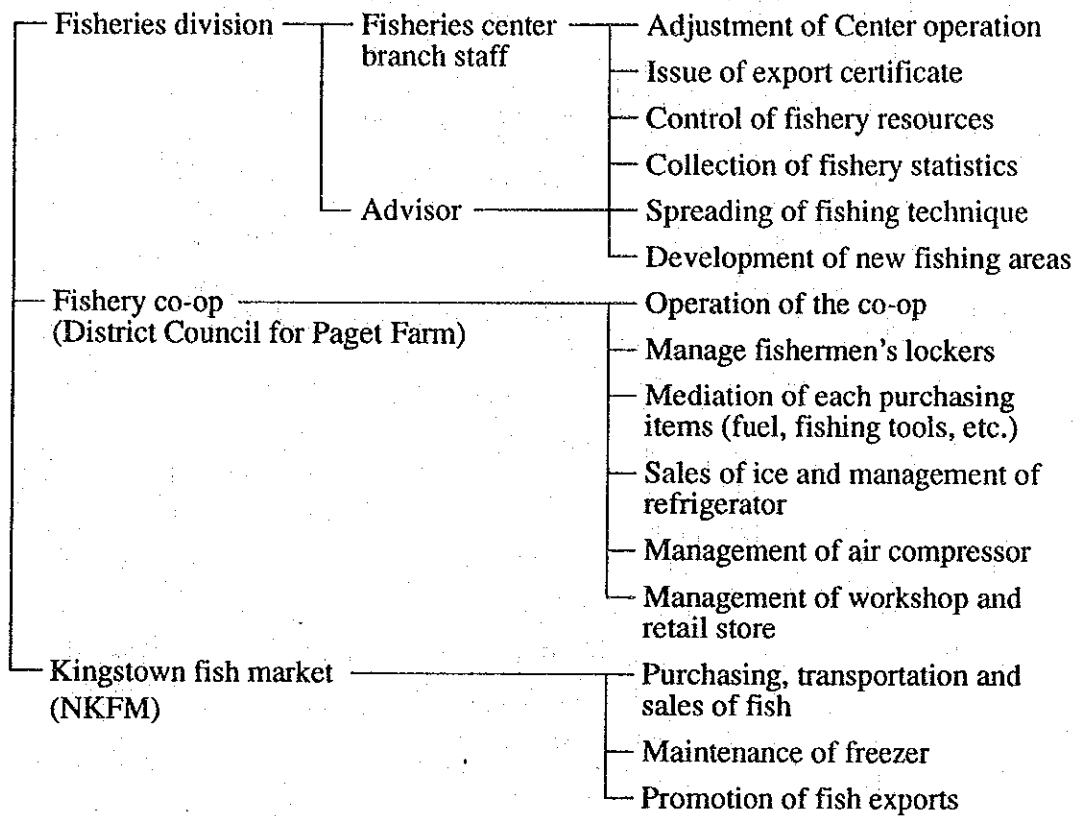 Fisheries division
Fisheries center
branch staff
Adjustment of Center operation
Issue of export certificate
Control of fishery resources
Collection of fishery statistics
Advisor
Spreading of fishing technique
Development of new fishing areas
Fishery co-op
(District Council for Paget Farm)
Operation of the co-op
Manage fishermen's lockers
Mediation of each purchasing
items (fuel, fishing tools, etc.)
Sales of ice and management of
refrigerator
Management of air compressor
Management of workshop and
retail store
Kingstown fish market
(NKFM)
Purchasing, transportation and
sales of fish
Maintenance of freezer
Promotion of fish exports